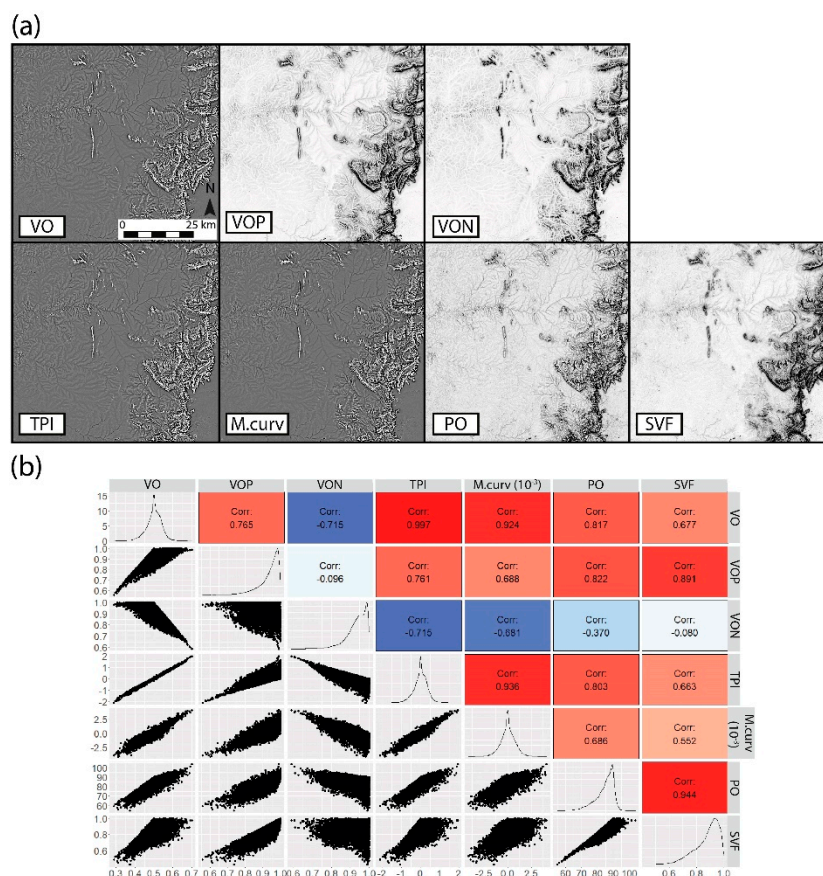 (a)
N
0 25 km
VO
VOP
VON
TPI
M.curv
PO
SVF
(b)
VO VOP VON TPI M.curv (10⁻³) PO SVF
15
10
5
0
Corr:
0.765
Corr:
-0.715
Corr:
0.997
Corr:
0.924
Corr:
0.817
Corr:
0.677
VO
1.0
0.9
0.8
0.7
0.6
Corr:
-0.096
Corr:
0.761
Corr:
0.688
Corr:
0.822
Corr:
0.891
VOP
1.0
0.9
0.8
0.7
0.6
Corr:
-0.715
Corr:
-0.681
Corr:
-0.370
Corr:
-0.080
VON
2
1
0
-1
-2
Corr:
0.936
Corr:
0.803
Corr:
0.663
TPI
2.5
0.0
-2.5
Corr:
0.686
Corr:
0.552
M.curv
(10⁻³)
100
90
80
70
60
Corr:
0.944
PO
1.0
0.8
0.6
SVF
0.3 0.4 0.5 0.6 0.7 0.6 0.7 0.8 0.9 1.0 0.6 0.7 0.8 0.9 1.0 -2 -1 0 1 2 -2.5 0.0 2.5 60 70 80 90 100 0.6 0.8 1.0